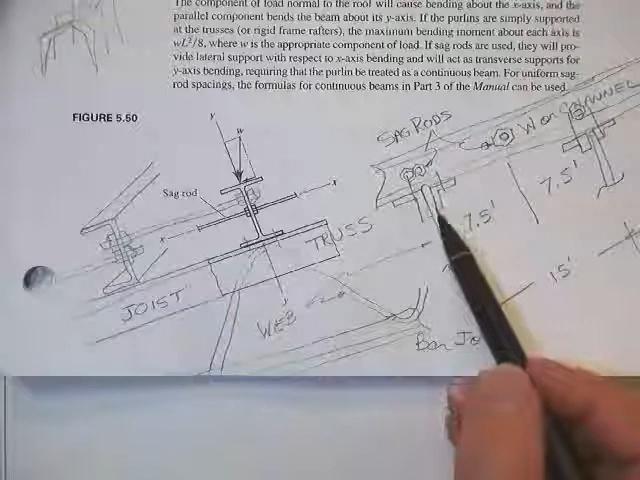 The component of load normal to the roof will cause bending about the x-axis, and the
parallel component bends the beam about its y-axis. If the purlins are simply supported
at the trusses (or rigid frame rafters), the maximum bending moment about each axis is
wL²/8, where w is the appropriate component of load. If sag rods are used, they will pro-
vide lateral support with respect to x-axis bending and will act as transverse supports for
y-axis bending, requiring that the purlin be treated as a continuous beam. For uniform sag-
rod spacings, the formulas for continuous beams in Part 3 of the Manual can be used.
FIGURE 5.50
y
w
SAG RODS
W OR CHANNEL
Sag rod
x
x
7.5'
7.5'
TRUSS
15'
JOIST
WEB
Bar Jo